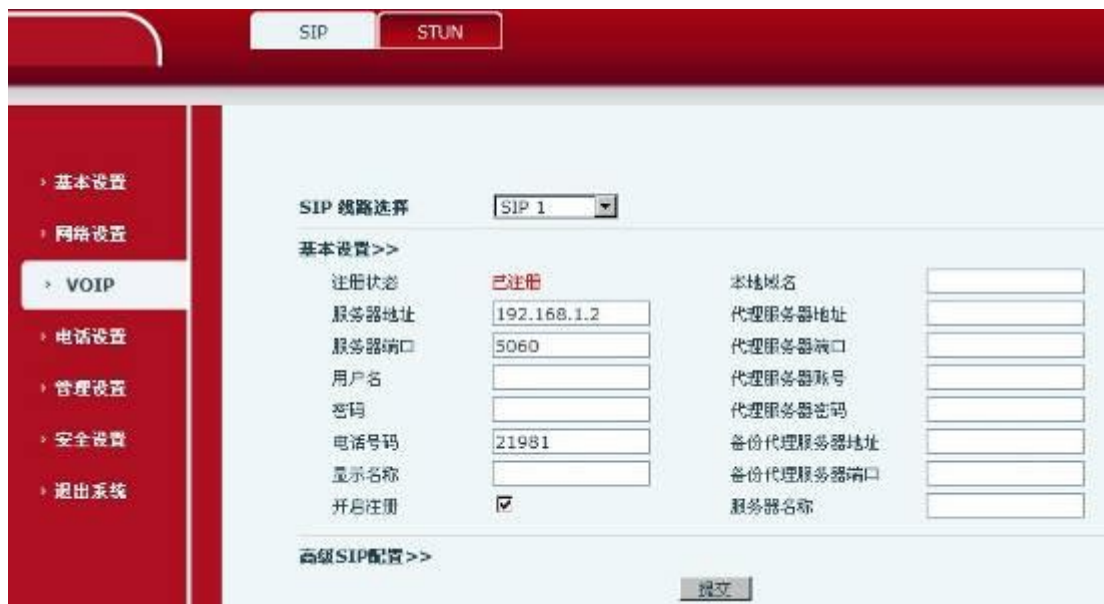 SIP STUN
基本设置
网络设置
VOIP
电话设置
管理设置
安全设置
退出系统
SIP 线路选择 SIP 1
基本设置>>
注册状态 已注册 本地域名
服务器地址 192.168.1.2 代理服务器地址
服务器端口 5060 代理服务器端口
用户名 代理服务器账号
密码 代理服务器密码
电话号码 21981 备份代理服务器地址
显示名称 备份代理服务器端口
开启注册 服务器名称
高级SIP配置>>
提交